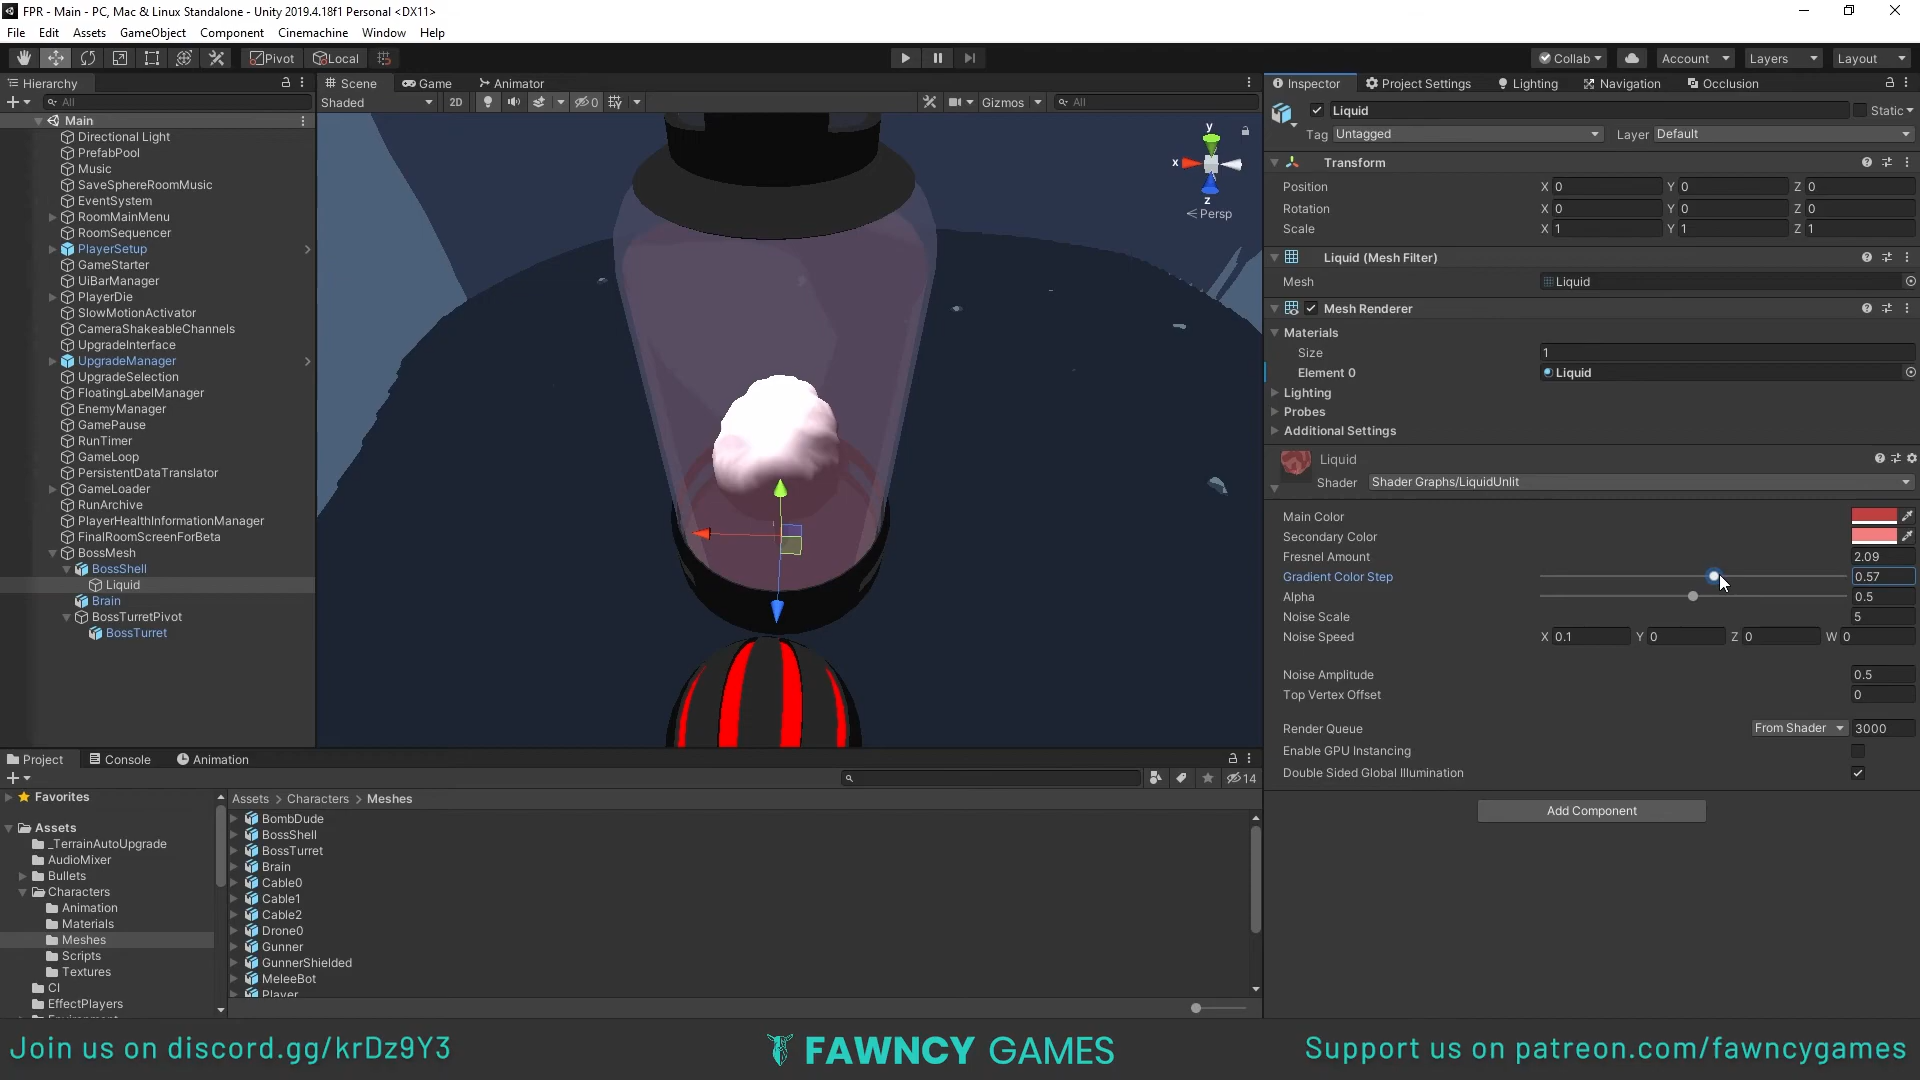 FPR - Main - PC, Mac & Linux Standalone - Unity 2019.4.18f1 Personal <DX11>
File Edit Assets GameObject Component Cinemachine Window Help
Pivot Local Collab Account Layers Layout
Hierarchy
All
Main
Directional Light
PrefabPool
Music
SaveSphereRoomMusic
EventSystem
RoomMainMenu
RoomSequencer
PlayerSetup
GameStarter
UiBarManager
PlayerDie
SlowMotionActivator
CameraShakeableChannels
UpgradeInterface
UpgradeManager
UpgradeSelection
FloatingLabelManager
EnemyManager
GamePause
RunTimer
GameLoop
PersistentDataTranslator
GameLoader
RunArchive
PlayerHealthInformationManager
FinalRoomScreenForBeta
BossMesh
BossShell
Liquid
Brain
BossTurretPivot
BossTurret
Scene Game Animator
Shaded 2D 0 Gizmos All
y
x
z
Persp
Inspector Project Settings Lighting Navigation Occlusion
Liquid Static
Tag Untagged Layer Default
Transform
Position X 0 Y 0 Z 0
Rotation X 0 Y 0 Z 0
Scale X 1 Y 1 Z 1
Liquid (Mesh Filter)
Mesh Liquid
Mesh Renderer
Materials
Size 1
Element 0 Liquid
Lighting
Probes
Additional Settings
Liquid
Shader Shader Graphs/LiquidUnlit
Main Color
Secondary Color
Fresnel Amount 2.09
Gradient Color Step 0.57
Alpha 0.5
Noise Scale 5
Noise Speed X 0.1 Y 0 Z 0 W 0
Noise Amplitude 0.5
Top Vertex Offset 0
Render Queue From Shader 3000
Enable GPU Instancing
Double Sided Global Illumination
Add Component
Project Console Animation
14
Favorites
Assets
_TerrainAutoUpgrade
AudioMixer
Bullets
Characters
Animation
Materials
Meshes
Scripts
Textures
CI
EffectPlayers
Assets > Characters > Meshes
BombDude
BossShell
BossTurret
Brain
Cable0
Cable1
Cable2
Drone0
Gunner
GunnerShielded
MeleeBot
Player
Join us on discord.gg/krDz9Y3
FAWNCY GAMES
Support us on patreon.com/fawncygames